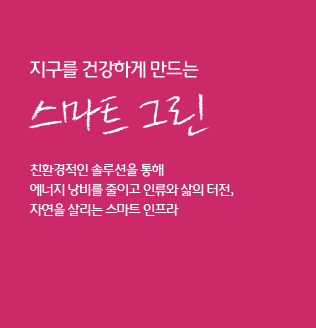 지구를 건강하게 만드는
스마트 그린
친환경적인 솔루션을 통해
에너지 낭비를 줄이고 인류와 삶의 터전,
자연을 살리는 스마트 인프라